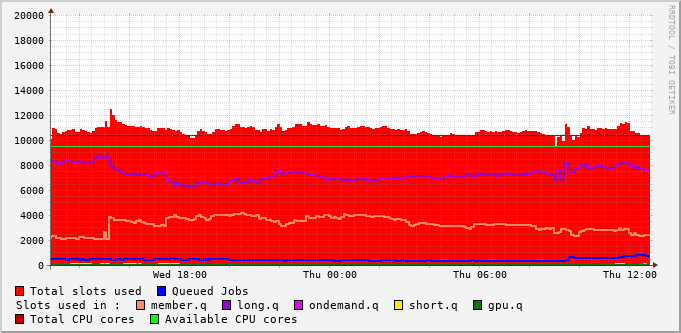 20000
18000
16000
14000
12000
10000
8000
6000
4000
2000
0
Wed 18:00 Thu 00:00 Thu 06:00 Thu 12:00
Total slots used Queued Jobs
Slots used in : member.q long.q ondemand.q short.q gpu.q
Total CPU cores Available CPU cores
RRDTOOL / TOBI OETIKER